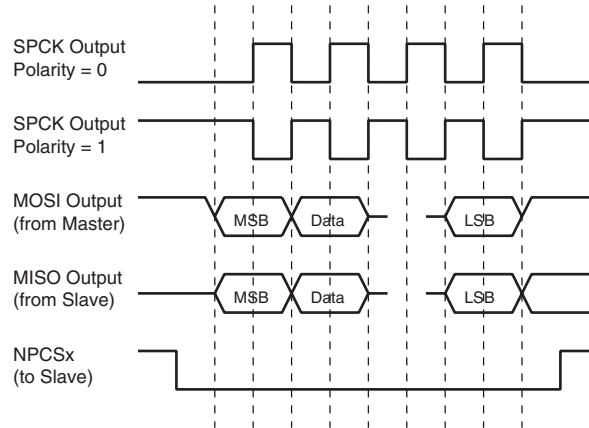 SPCK Output
Polarity = 0
SPCK Output
Polarity = 1
MOSI Output
(from Master)
MSB
Data
LSB
MISO Output
(from Slave)
MSB
Data
LSB
NPCSx
(to Slave)